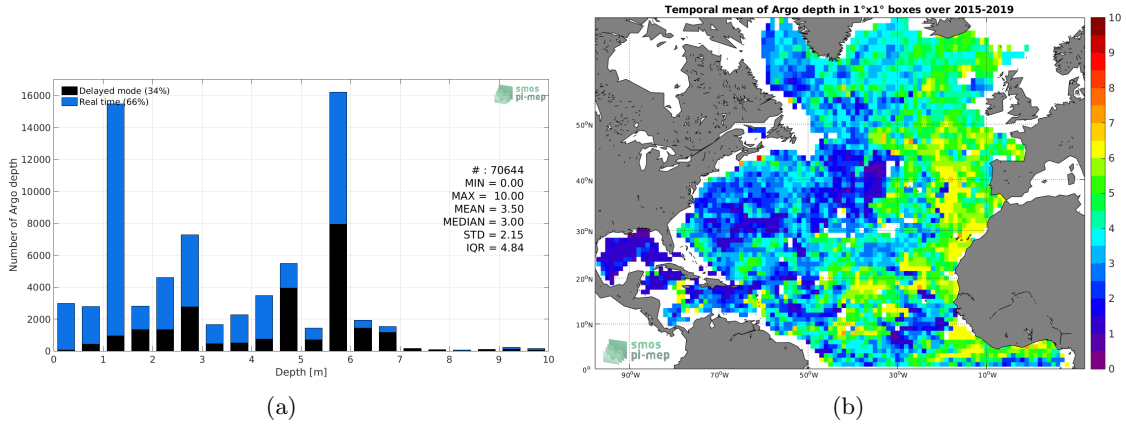 Delayed mode (34%)
Real time (66%)
smos
pi-mep
16000
14000
12000
10000
8000
6000
4000
2000
0
Number of Argo depth
# : 70644
MIN = 0.00
MAX = 10.00
MEAN = 3.50
MEDIAN = 3.00
STD = 2.15
IQR = 4.84
0 1 2 3 4 5 6 7 8 9 10
Depth [m]
(a)
Temporal mean of Argo depth in 1°x1° boxes over 2015-2019
50°N
40°N
30°N
20°N
10°N
0°
90°W 70°W 50°W 30°W 10°W
smos
pi-mep
10
9
8
7
6
5
4
3
2
1
0
(b)